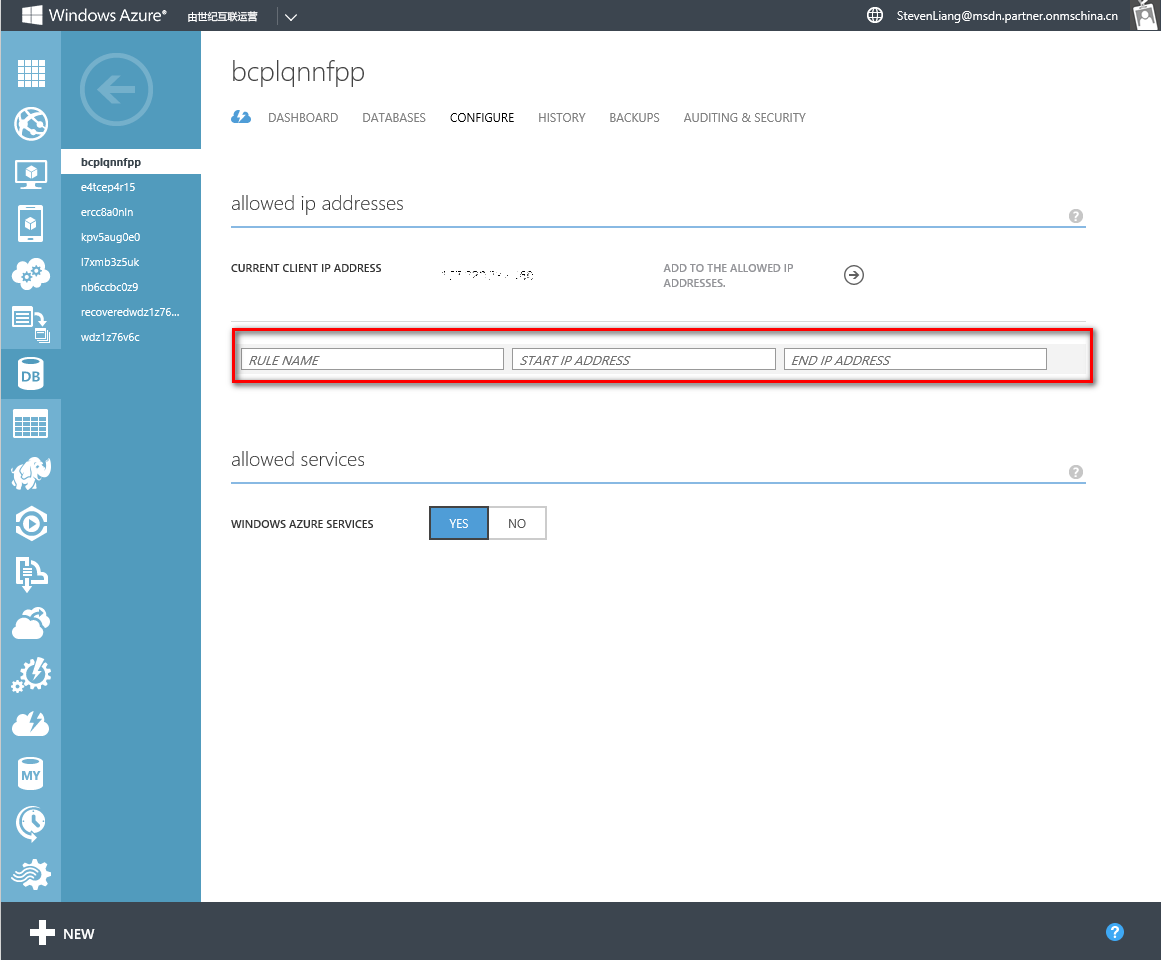 Windows Azure® 由世纪互联运营 StevenLiang@msdn.partner.onmschina.cn
bcplqnnfpp
DASHBOARD DATABASES CONFIGURE HISTORY BACKUPS AUDITING & SECURITY
bcplqnnfpp
e4tcep4r15
ercc8a0nln
kpv5aug0e0
l7xmb3z5uk
nb6ccbc0z9
recoveredwdz1z76...
wdz1z76v6c
DB
MY
allowed ip addresses
?
CURRENT CLIENT IP ADDRESS
ADD TO THE ALLOWED IP
ADDRESSES.
RULE NAME START IP ADDRESS END IP ADDRESS
allowed services
?
WINDOWS AZURE SERVICES YES NO
NEW ?